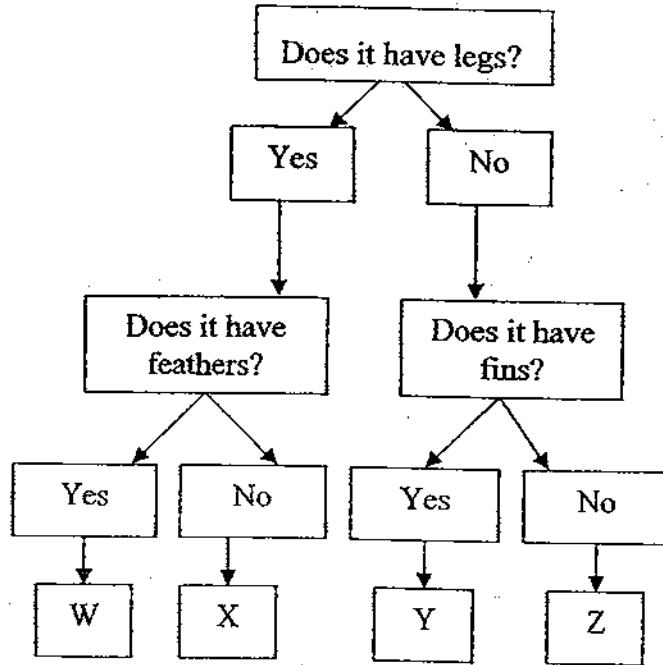 Does it have legs?
Yes
No
Does it have
feathers?
Does it have
fins?
Yes
No
Yes
No
W
X
Y
Z